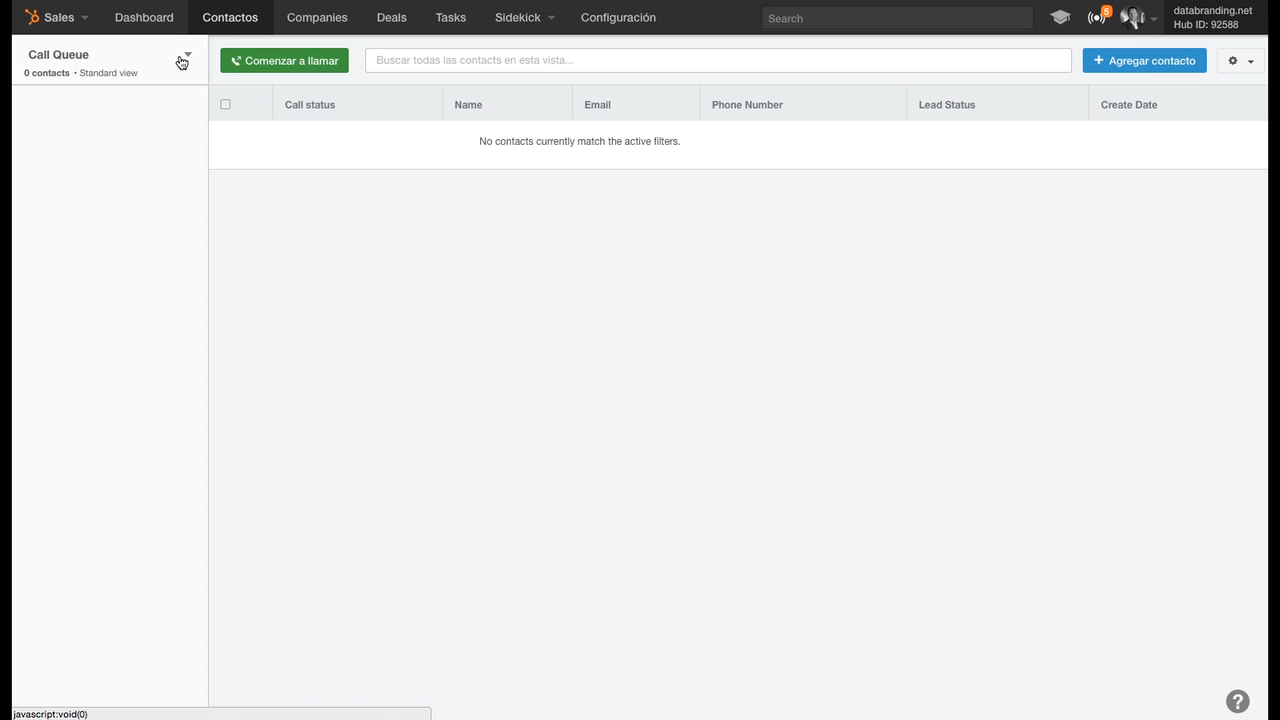 Sales Dashboard Contactos Companies Deals Tasks Sidekick Configuración Search 5 databranding.net
Hub ID: 92588
Call Queue
0 contacts • Standard view
Comenzar a llamar Buscar todas las contacts en esta vista... + Agregar contacto
Call status Name Email Phone Number Lead Status Create Date
No contacts currently match the active filters.
?
javascript:void(0)